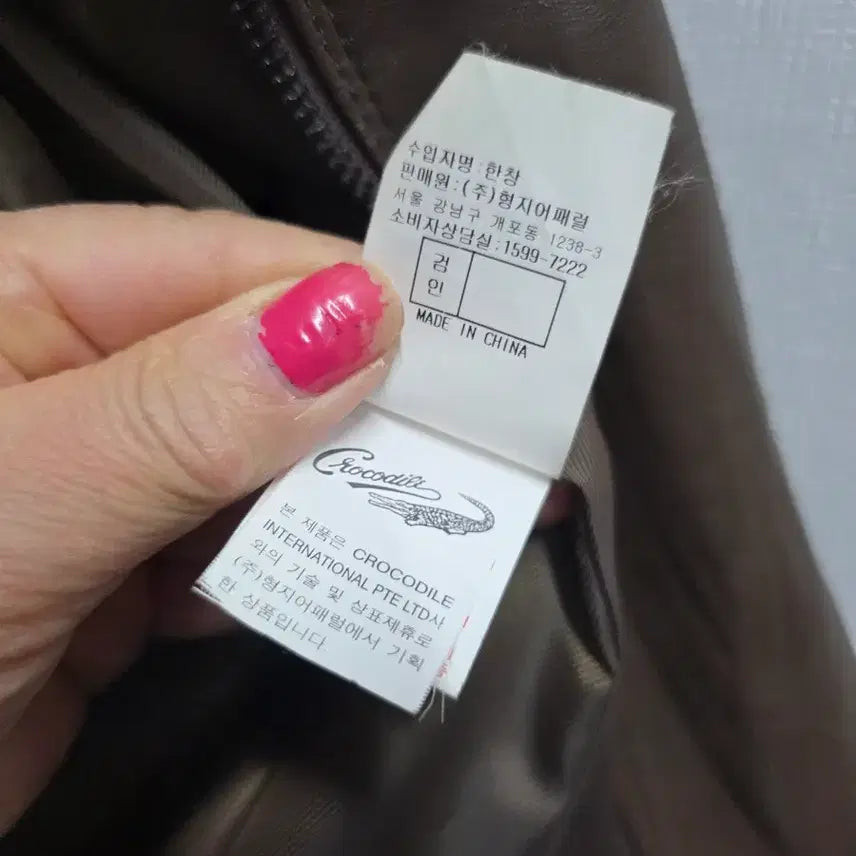 수입자명 : 한창
판매원 : (주)형지어패럴
서울 강남구 개포동 1238-3
소비자상담실 : 1599-7222
검
인
MADE IN CHINA
Crocodile
본 제품은 CROCODILE
INTERNATIONAL PTE LTD사
와의 기술 및 상표제휴로
(주)형지어패럴에서 기획
한 상품입니다.